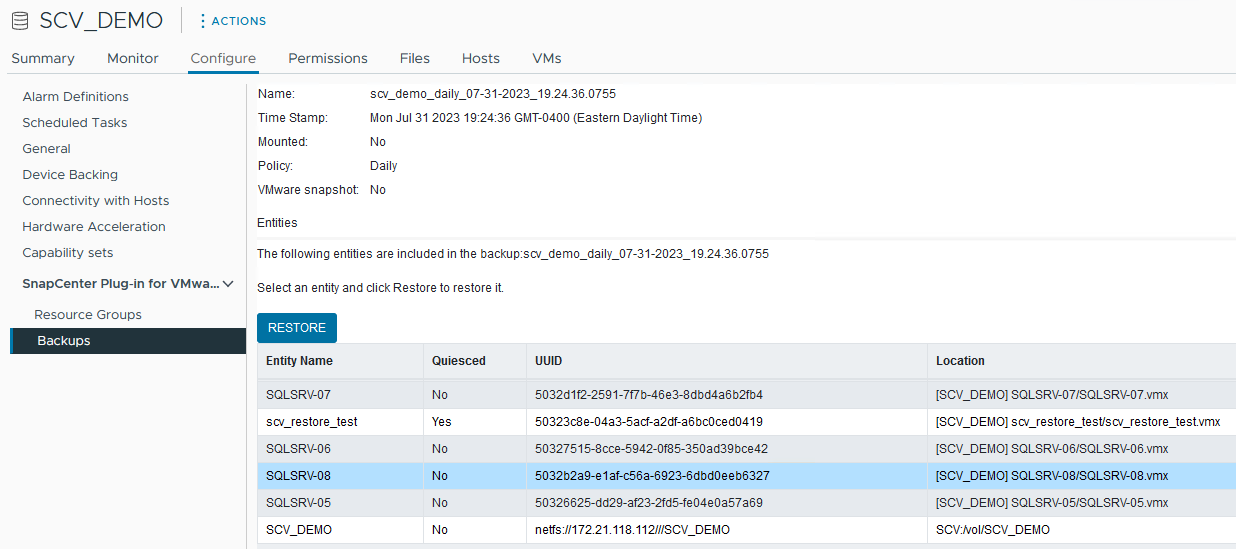 SCV_DEMO ACTIONS
Summary Monitor Configure Permissions Files Hosts VMs
Alarm Definitions
Scheduled Tasks
General
Device Backing
Connectivity with Hosts
Hardware Acceleration
Capability sets
SnapCenter Plug-in for VMwa...
Resource Groups
Backups
Name: scv_demo_daily_07-31-2023_19.24.36.0755
Time Stamp: Mon Jul 31 2023 19:24:36 GMT-0400 (Eastern Daylight Time)
Mounted: No
Policy: Daily
VMware snapshot: No
Entities
The following entities are included in the backup:scv_demo_daily_07-31-2023_19.24.36.0755
Select an entity and click Restore to restore it.
RESTORE
Entity Name Quiesced UUID Location
SQLSRV-07 No 5032d1f2-2591-7f7b-46e3-8dbd4a6b2fb4 [SCV_DEMO] SQLSRV-07/SQLSRV-07.vmx
scv_restore_test Yes 50323c8e-04a3-5acf-a2df-a6bc0ced0419 [SCV_DEMO] scv_restore_test/scv_restore_test.vmx
SQLSRV-06 No 50327515-8cce-5942-0f85-350ad39bce42 [SCV_DEMO] SQLSRV-06/SQLSRV-06.vmx
SQLSRV-08 No 5032b2a9-e1af-c56a-6923-6dbd0eeb6327 [SCV_DEMO] SQLSRV-08/SQLSRV-08.vmx
SQLSRV-05 No 50326625-dd29-af23-2fd5-fe04e0a57a69 [SCV_DEMO] SQLSRV-05/SQLSRV-05.vmx
SCV_DEMO No netfs://172.21.118.112///SCV_DEMO SCV:/vol/SCV_DEMO